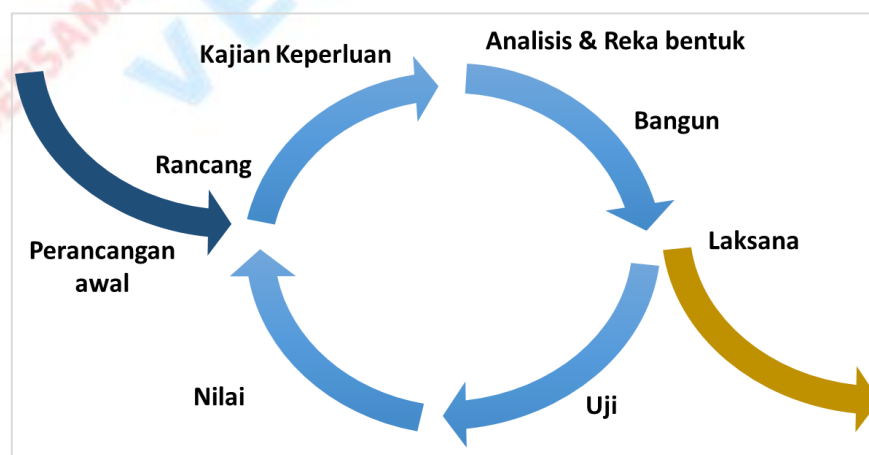 Kajian Keperluan
Analisis & Reka bentuk
Bangun
Rancang
Perancangan
awal
Laksana
Nilai
Uji